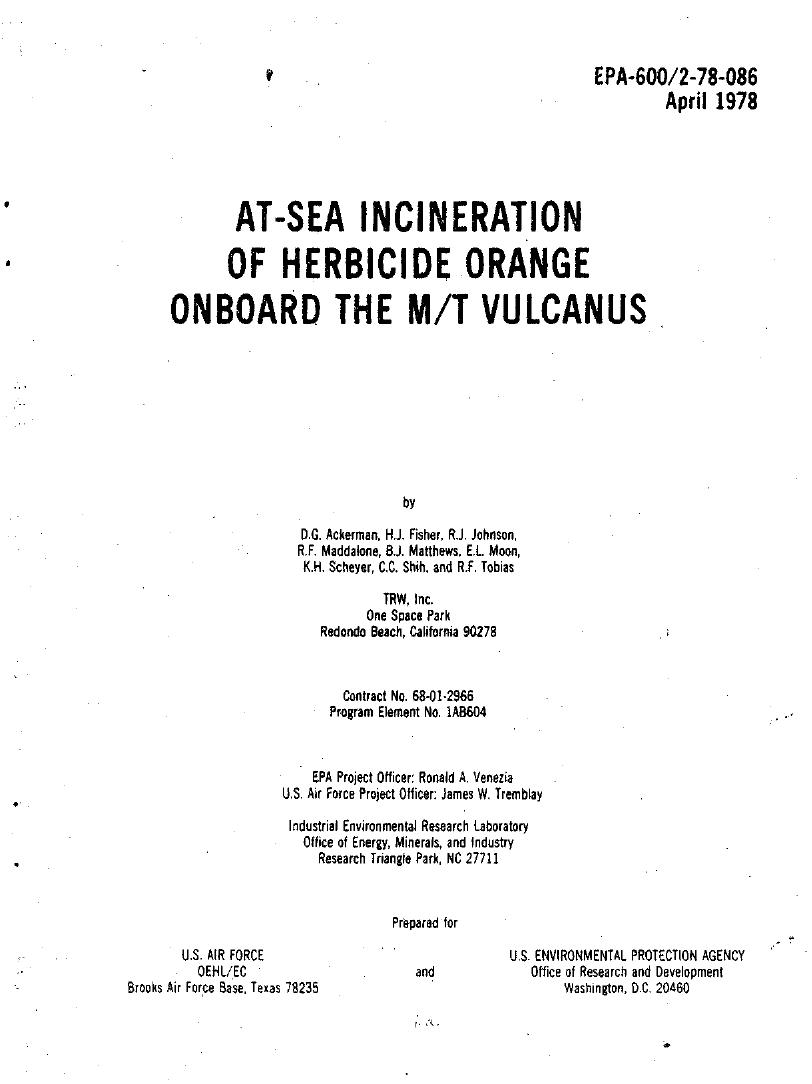 EPA-600/2-78-086
April 1978
AT-SEA INCINERATION
OF HERBICIDE ORANGE
ONBOARD THE M/T VULCANUS
by
D.G. Ackerman, H.J. Fisher, R.J. Johnson,
R.F. Maddalone, B.J. Matthews, E.L. Moon,
K.H. Scheyer, C.C. Shih, and R.F. Tobias
TRW, Inc.
One Space Park
Redondo Beach, California 90278
Contract No. 68-01-2966
Program Element No. 1AB604
EPA Project Officer: Ronald A. Venezia
U.S. Air Force Project Officer: James W. Tremblay
Industrial Environmental Research Laboratory
Office of Energy, Minerals, and Industry
Research Triangle Park, NC 27711
Prepared for
U.S. AIR FORCE
OEHL/EC
Brooks Air Force Base, Texas 78235
and
U.S. ENVIRONMENTAL PROTECTION AGENCY
Office of Research and Development
Washington, D.C. 20460